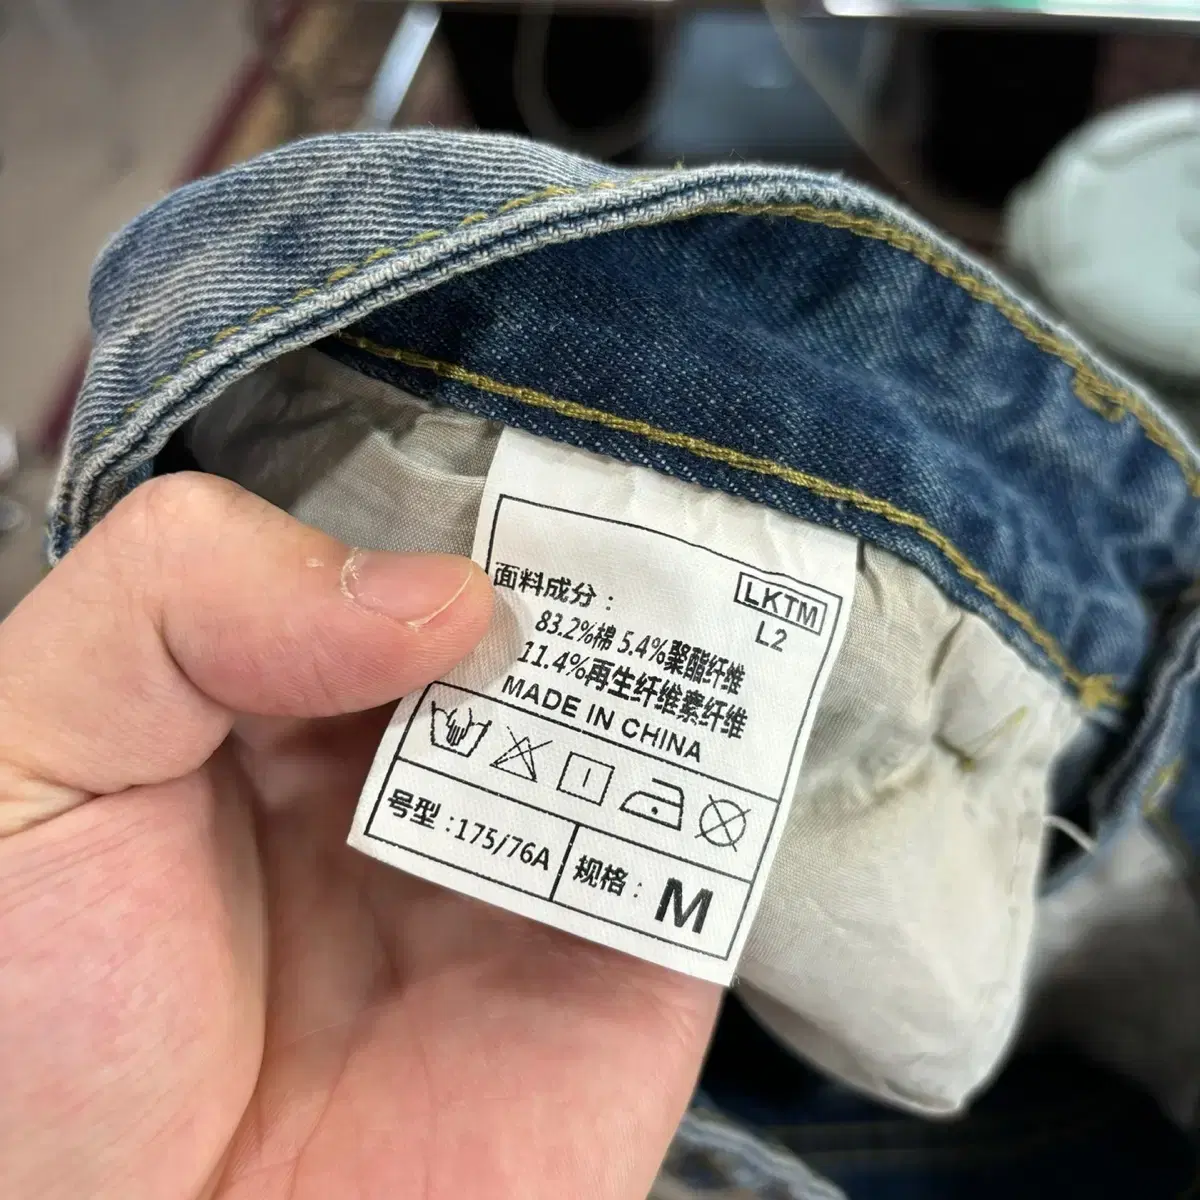 LKTM
L2
面料成分：
83.2%棉 5.4%聚酯纤维
11.4%再生纤维素纤维
MADE IN CHINA
号型：175/76A
规格：M